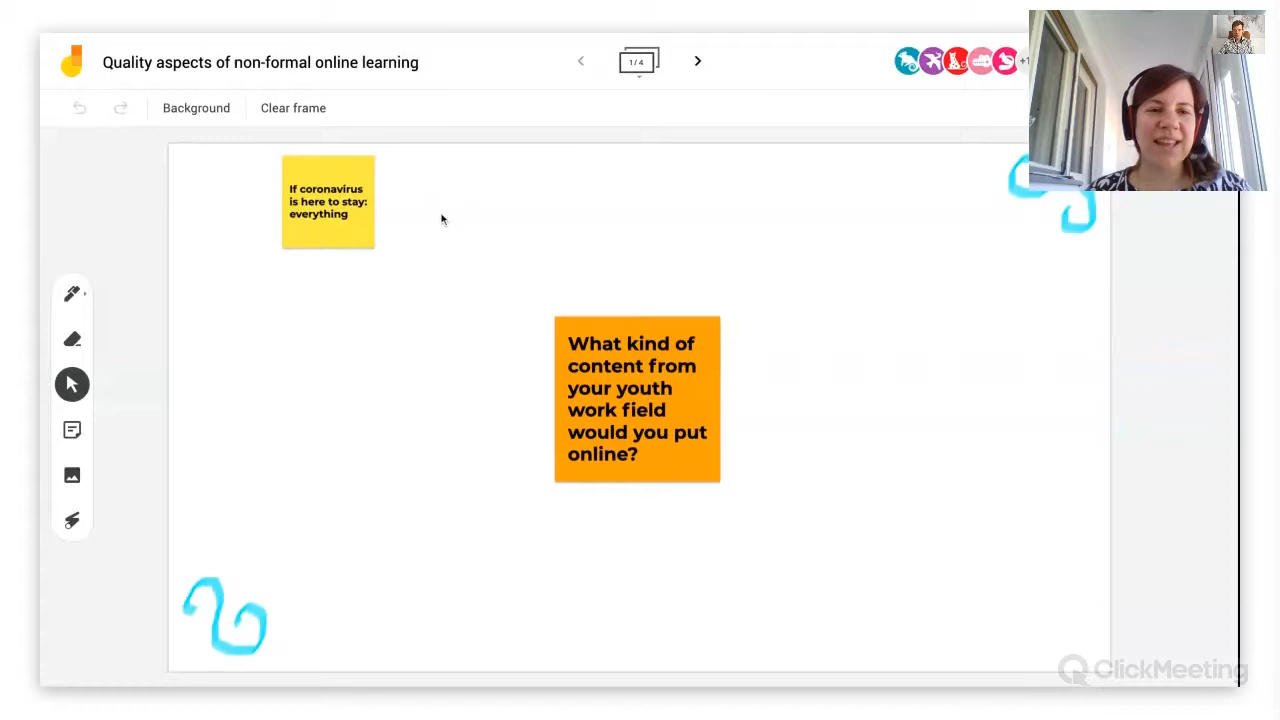 Quality aspects of non-formal online learning
1/4
+1
Background
Clear frame
If coronavirus
is here to stay:
everything
What kind of
content from
your youth
work field
would you put
online?
ClickMeeting